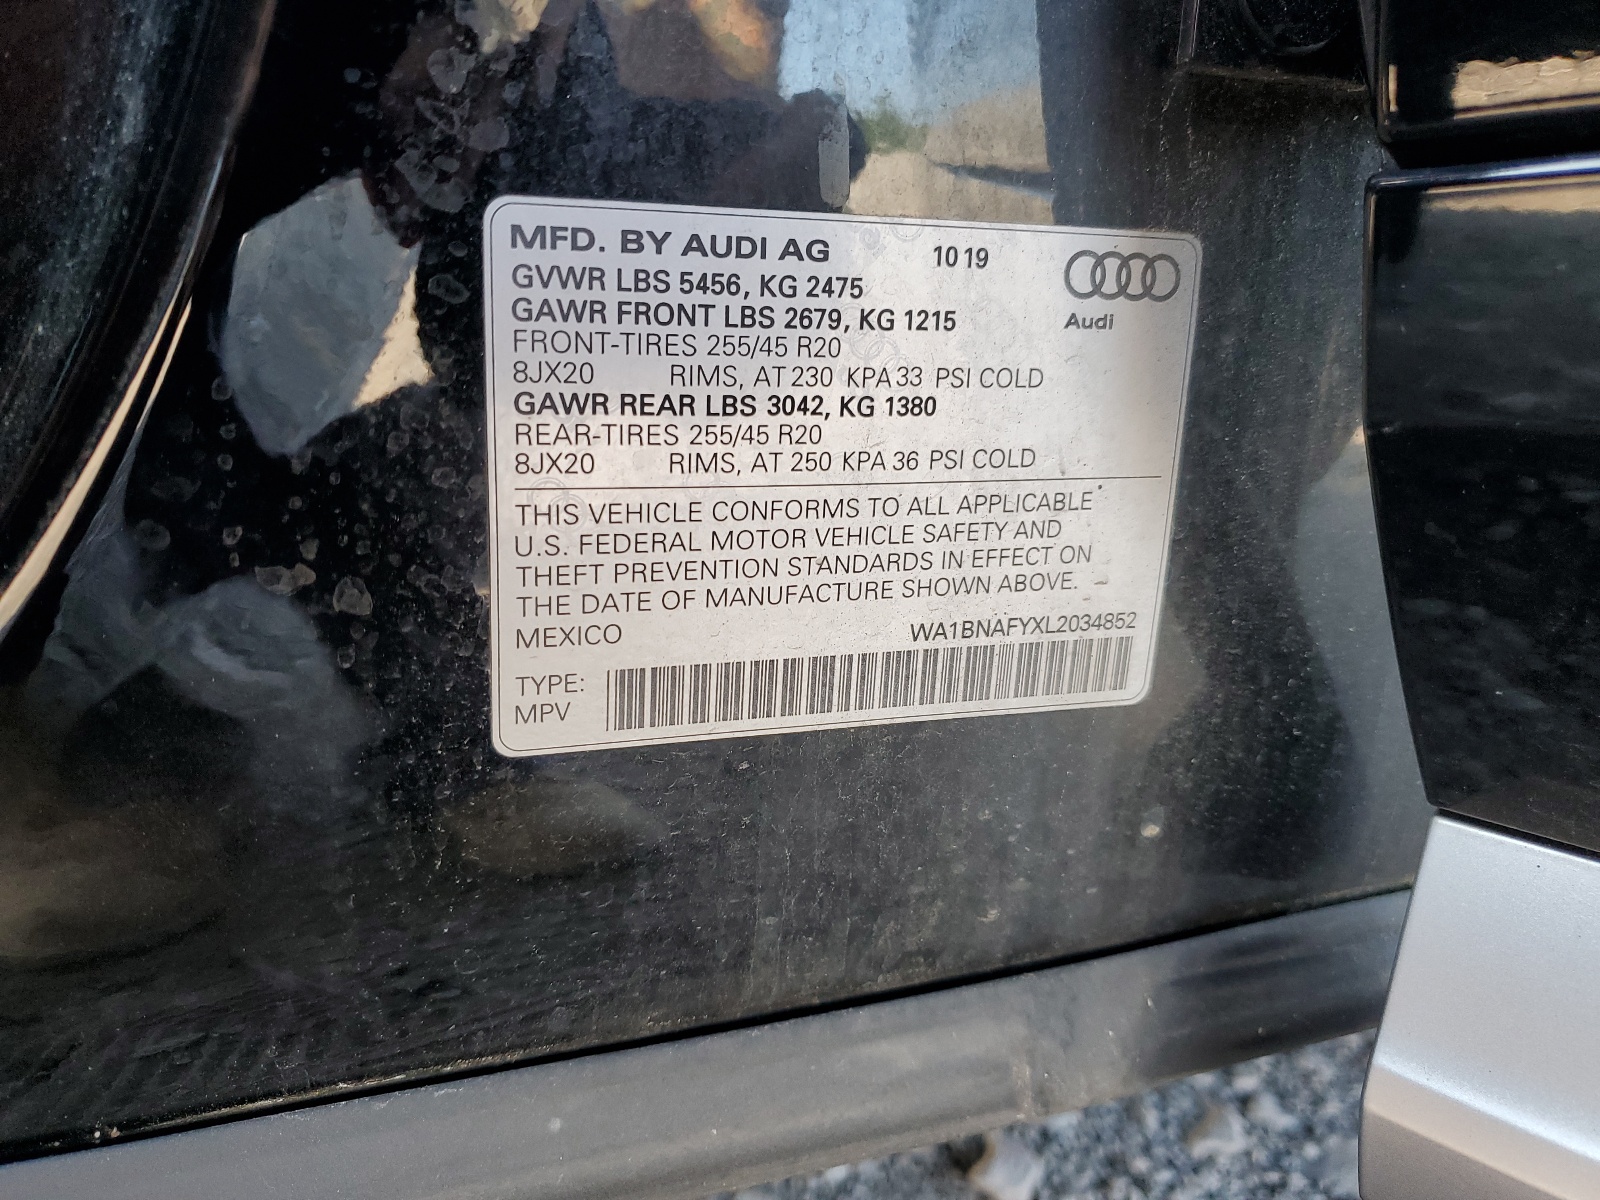 MFD. BY AUDI AG 10 19
GVWR LBS 5456, KG 2475
GAWR FRONT LBS 2679, KG 1215
Audi
FRONT-TIRES 255/45 R20
8JX20 RIMS, AT 230 KPA 33 PSI COLD
GAWR REAR LBS 3042, KG 1380
REAR-TIRES 255/45 R20
8JX20 RIMS, AT 250 KPA 36 PSI COLD
THIS VEHICLE CONFORMS TO ALL APPLICABLE
U.S. FEDERAL MOTOR VEHICLE SAFETY AND
THEFT PREVENTION STANDARDS IN EFFECT ON
THE DATE OF MANUFACTURE SHOWN ABOVE.
MEXICO WA1BNAFYXL2034852
TYPE:
MPV